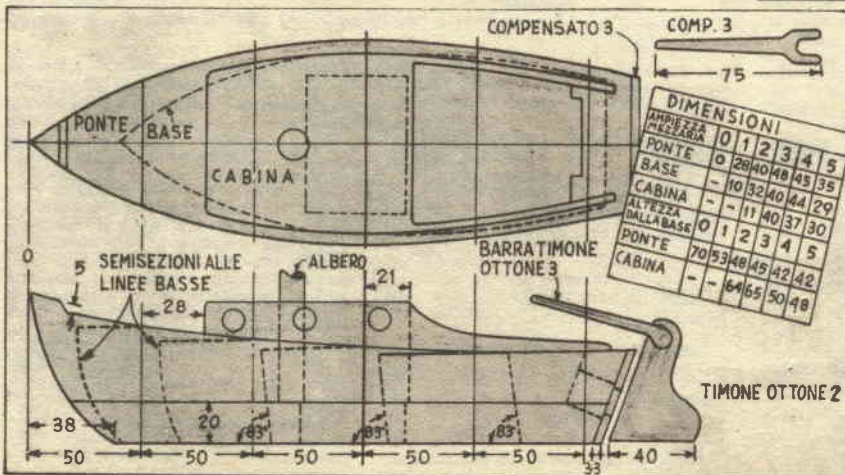 COMPENSATO 3
COMP. 3
75
DIMENSIONI
AMPIEZZA MEZZARIA 0 1 2 3 4 5
PONTE 0 28 40 48 45 35
BASE - 10 32 40 44 29
CABINA - - 11 40 37 30
ALTEZZA DALLA BASE 0 1 2 3 4 5
PONTE 70 53 48 45 42 42
CABINA - - 64 65 50 48
PONTE
BASE
CABINA
0
SEMISEZIONI ALLE
LINEE BASSE
ALBERO
BARRA TIMONE
OTTONE 3
5
28
21
TIMONE OTTONE 2
38
20
83°
83°
83°
50
50
50
50
50
33
40